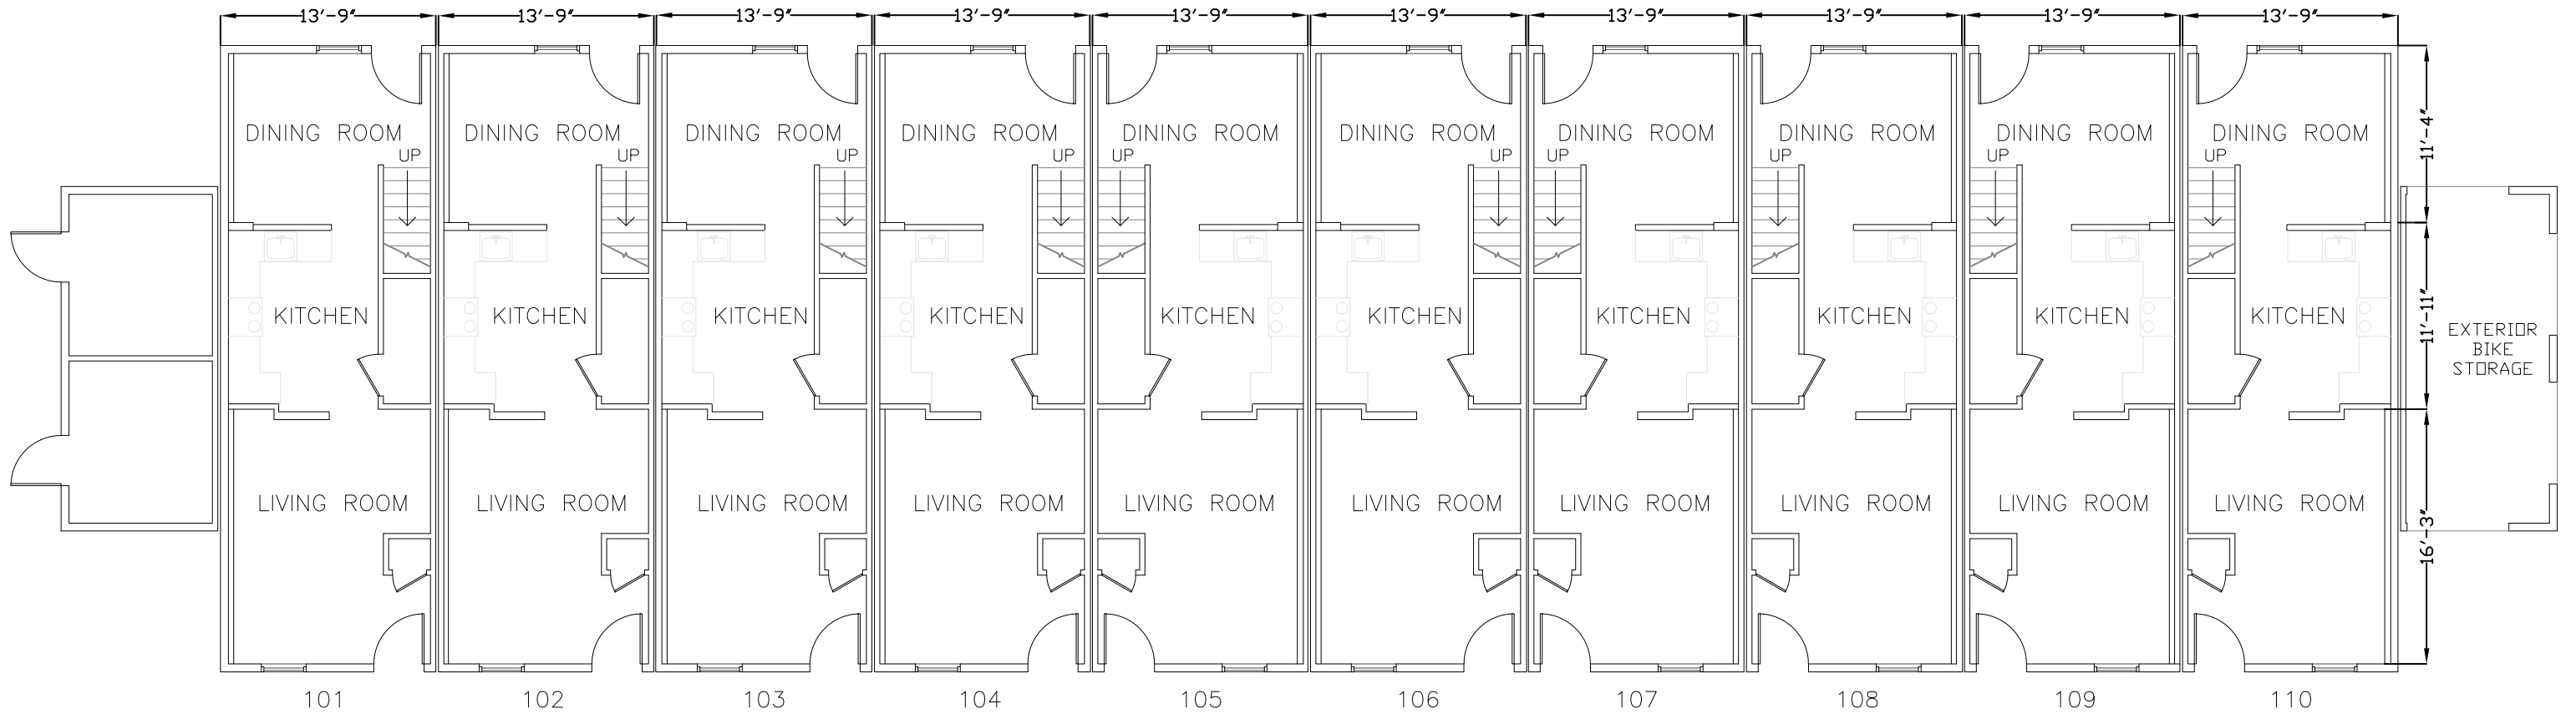 13'-9" 13'-9" 13'-9" 13'-9" 13'-9" 13'-9" 13'-9" 13'-9" 13'-9" 13'-9"
DINING ROOM DINING ROOM DINING ROOM DINING ROOM DINING ROOM DINING ROOM DINING ROOM DINING ROOM DINING ROOM DINING ROOM 11'-4"
UP UP UP UP UP UP UP UP UP UP
KITCHEN KITCHEN KITCHEN KITCHEN KITCHEN KITCHEN KITCHEN KITCHEN KITCHEN KITCHEN 11'-11"
EXTERIOR
BIKE
STORAGE
LIVING ROOM LIVING ROOM LIVING ROOM LIVING ROOM LIVING ROOM LIVING ROOM LIVING ROOM LIVING ROOM LIVING ROOM LIVING ROOM 16'-3"
101 102 103 104 105 106 107 108 109 110